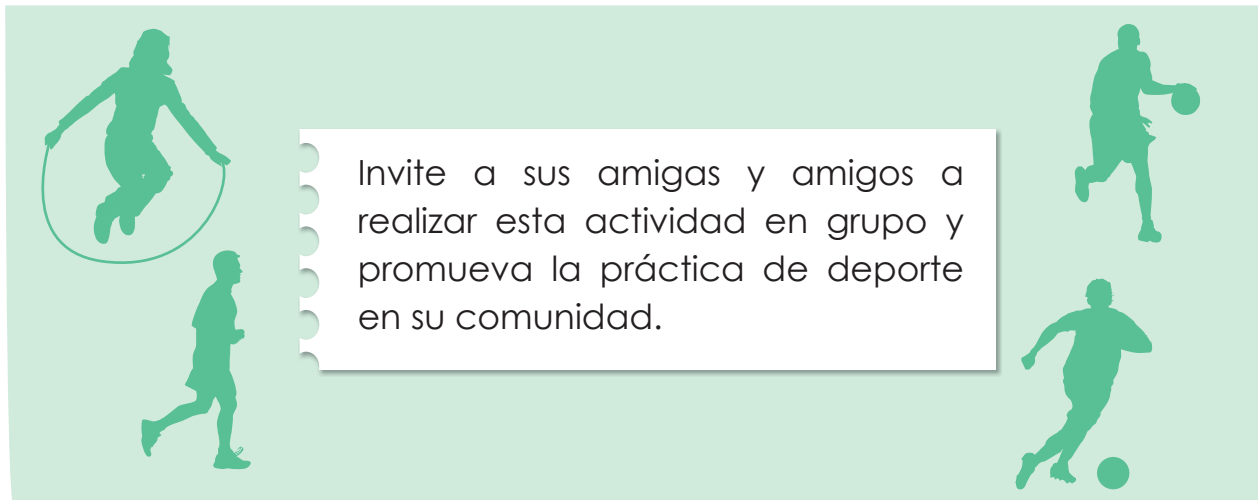 Invite a sus amigas y amigos a
realizar esta actividad en grupo y
promueva la práctica de deporte
en su comunidad.